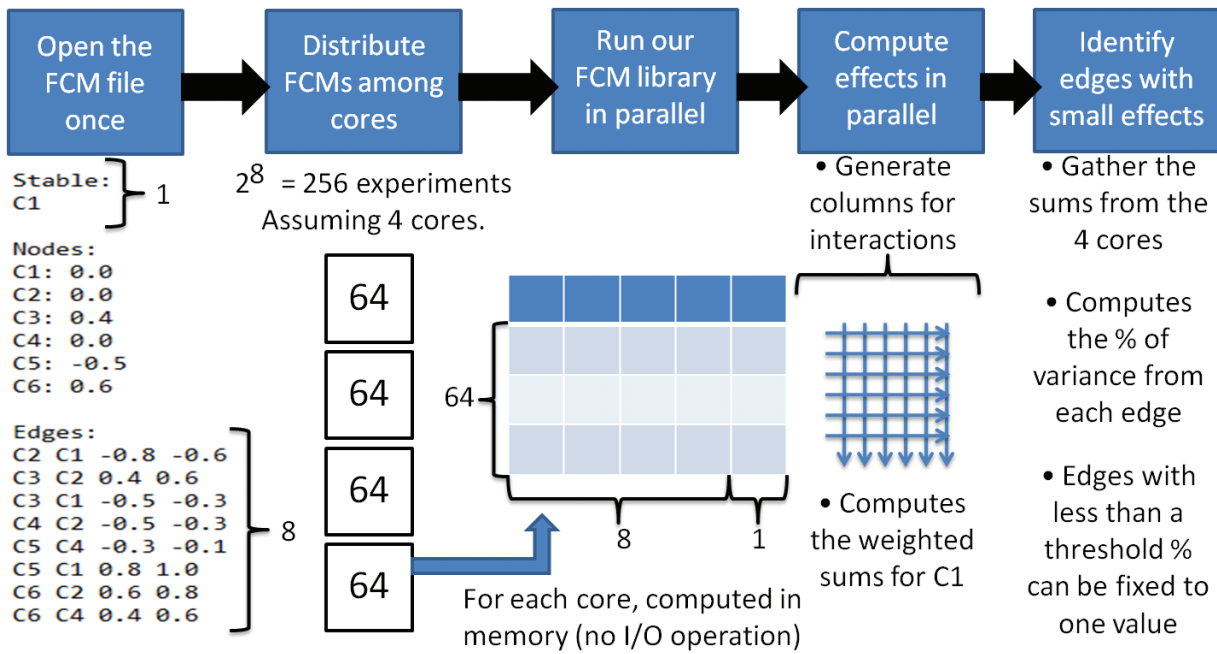 Open the
FCM file
once
Distribute
FCMs among
cores
Run our
FCM library
in parallel
Compute
effects in
parallel
Identify
edges with
small effects
Stable:
C1
1
Nodes:
C1: 0.0
C2: 0.0
C3: 0.4
C4: 0.0
C5: -0.5
C6: 0.6
Edges:
C2 C1 -0.8 -0.6
C3 C2 0.4 0.6
C3 C1 -0.5 -0.3
C4 C2 -0.5 -0.3
C5 C4 -0.3 -0.1
C5 C1 0.8 1.0
C6 C2 0.6 0.8
C6 C4 0.4 0.6
8
2⁸ = 256 experiments
Assuming 4 cores.
64
64
64
64
64
8
1
For each core, computed in
memory (no I/O operation)
• Generate
columns for
interactions
• Computes
the weighted
sums for C1
• Gather the
sums from the
4 cores
• Computes
the % of
variance from
each edge
• Edges with
less than a
threshold %
can be fixed to
one value